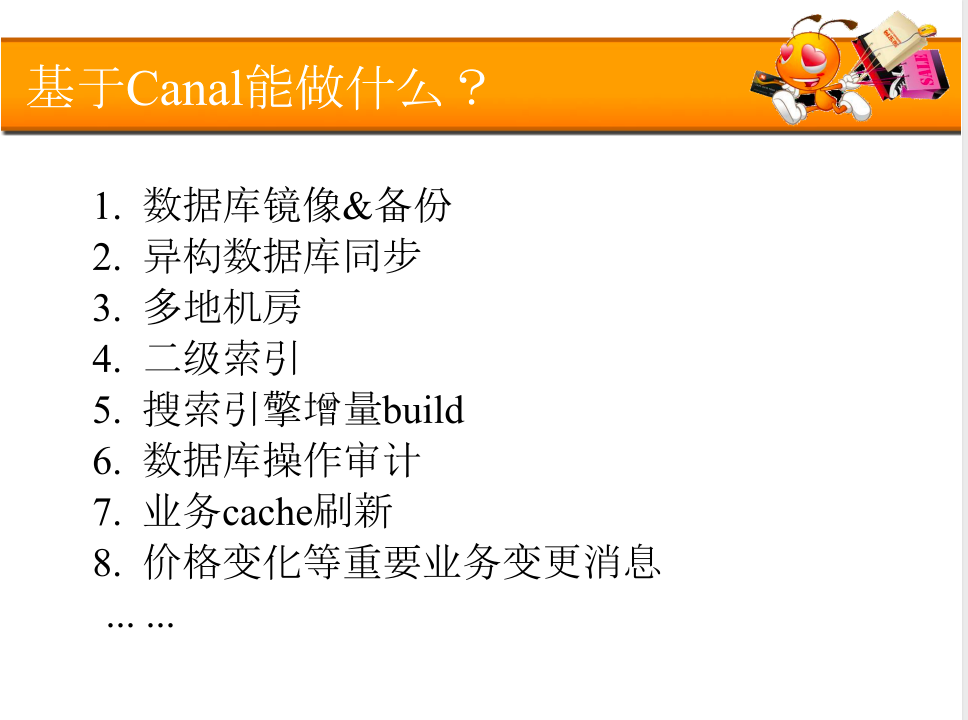 基于Canal能做什么？
1. 数据库镜像&备份
2. 异构数据库同步
3. 多地机房
4. 二级索引
5. 搜索引擎增量build
6. 数据库操作审计
7. 业务cache刷新
8. 价格变化等重要业务变更消息
... ...
SALE